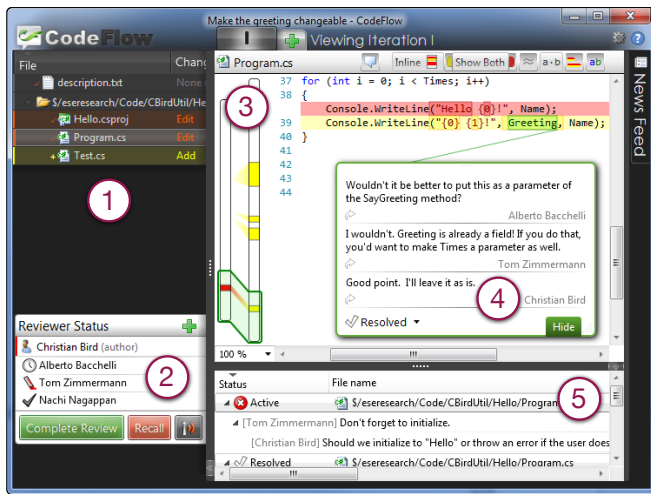 Make the greeting changeable - CodeFlow
CodeFlow
I
Viewing Iteration I
File
Chang
description.txt None
$/eseresearch/Code/CBirdUtil/He
Hello.csproj Edit
Program.cs Edit
Test.cs Add
1
Reviewer Status
Christian Bird (author)
Alberto Bacchelli
Tom Zimmermann
Nachi Nagappan
2
Complete Review
Recall
Program.cs
Inline
Show Both
a·b
ab
News Feed
3
37 for (int i = 0; i < Times; i++)
38 {
Console.WriteLine("Hello {0}!", Name);
39 Console.WriteLine("{0} {1}!", Greeting, Name);
40 }
41
42
43
44
Wouldn't it be better to put this as a parameter of
the SayGreeting method?
Alberto Bacchelli
I wouldn't. Greeting is already a field! If you do that,
you'd want to make Times a parameter as well.
Tom Zimmermann
Good point. I'll leave it as is.
4
Christian Bird
Resolved
Hide
100 %
Status
File name
5
Active $/eseresearch/Code/CBirdUtil/Hello/Program
[Tom Zimmermann] Don't forget to initialize.
[Christian Bird] Should we initialize to "Hello" or throw an error if the user does
Resolved $/eseresearch/Code/CBirdUtil/Hello/Program.cs